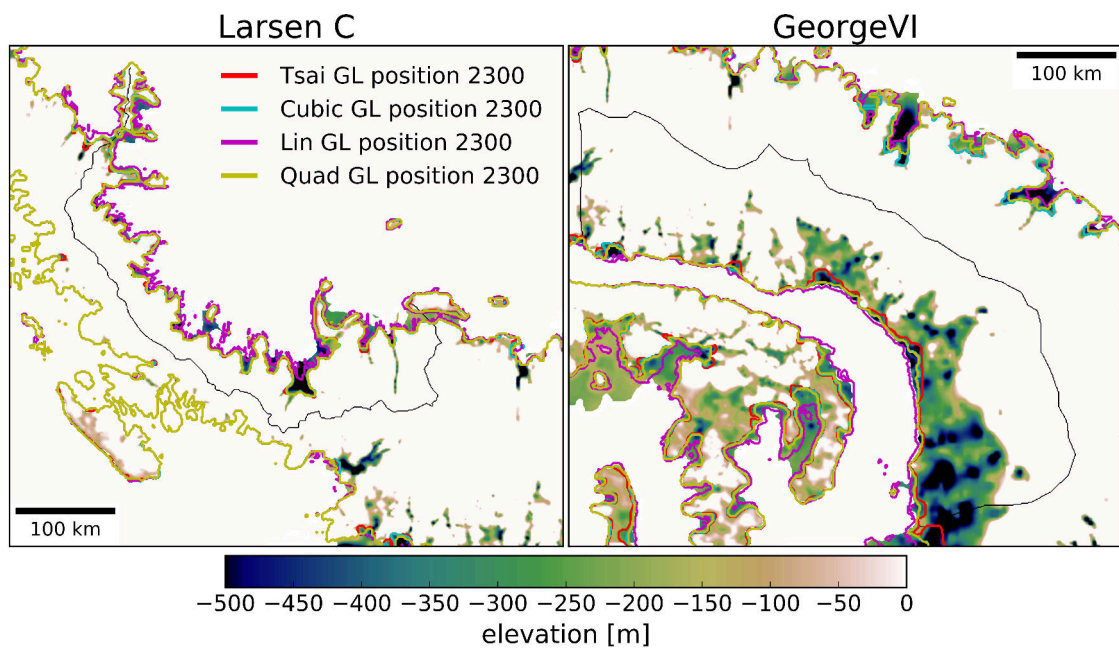 Larsen C
GeorgeVI
Tsai GL position 2300
Cubic GL position 2300
Lin GL position 2300
Quad GL position 2300
100 km
100 km
−500 −450 −400 −350 −300 −250 −200 −150 −100 −50 0
elevation [m]